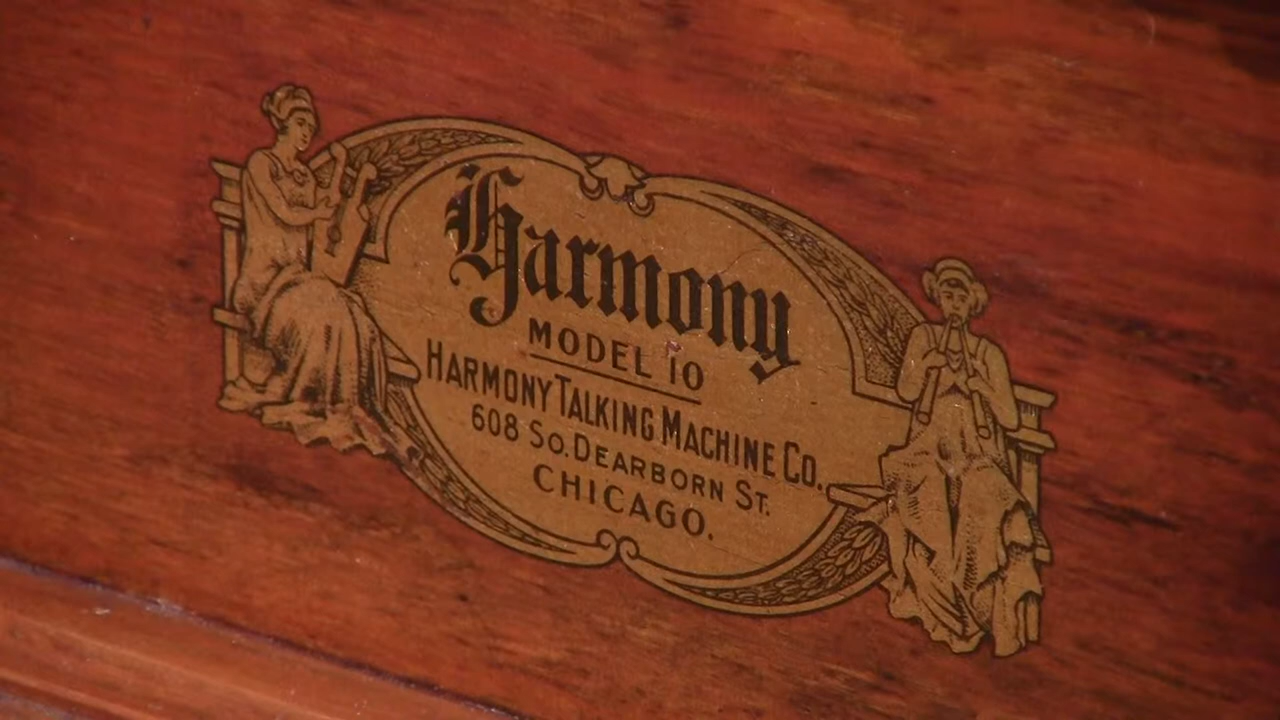 Harmony
MODEL 10
HARMONY TALKING MACHINE CO.
608 SO. DEARBORN ST.
CHICAGO.